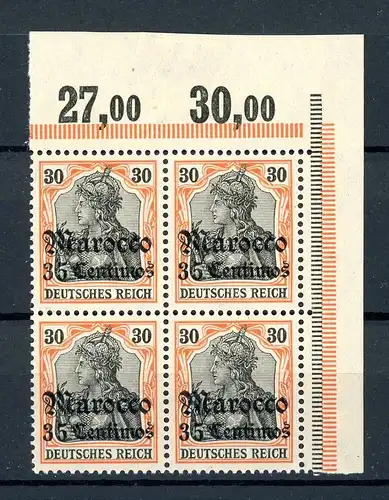 27,00 30,00
30 30 30 30
Marocco Marocco
35 Centimos 35 Centimos
DEUTSCHES REICH DEUTSCHES REICH
30 30 30 30
Marocco Marocco
35 Centimos 35 Centimos
DEUTSCHES REICH DEUTSCHES REICH